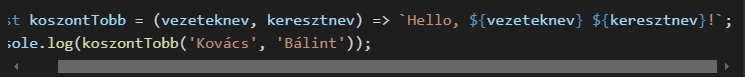 st koszontTobb = (vezeteknev, keresztnev) => `Hello, ${vezeteknev} ${keresztnev}!`;
sole.log(koszontTobb('Kovács', 'Bálint'));